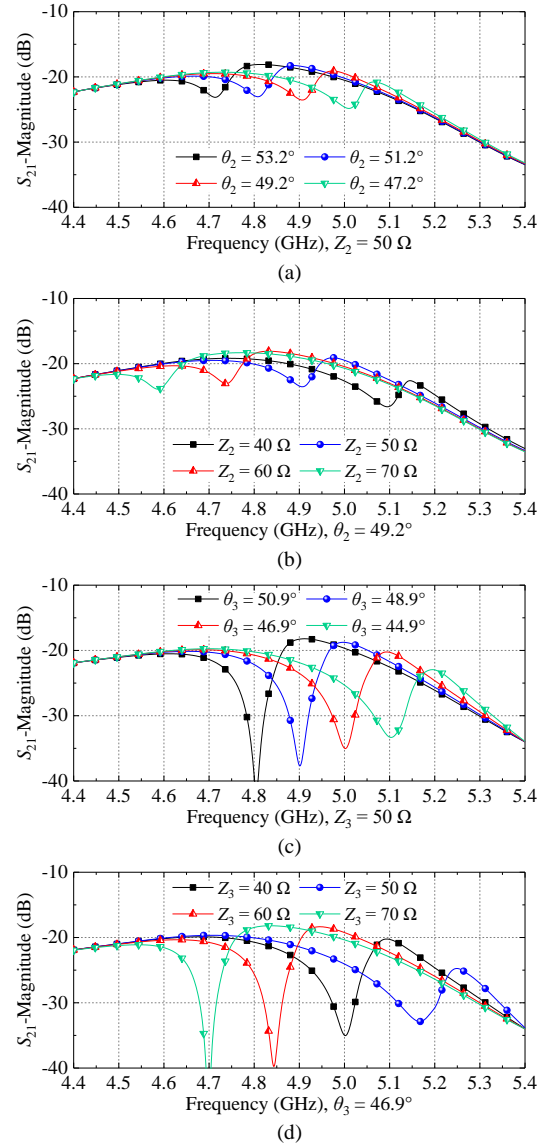 -10
-20
-30
-40
S21-Magnitude (dB)
θ2 = 53.2° θ2 = 51.2°
θ2 = 49.2° θ2 = 47.2°
4.4 4.5 4.6 4.7 4.8 4.9 5.0 5.1 5.2 5.3 5.4
Frequency (GHz), Z2 = 50 Ω
(a)
-10
-20
-30
-40
S21-Magnitude (dB)
Z2 = 40 Ω Z2 = 50 Ω
Z2 = 60 Ω Z2 = 70 Ω
4.4 4.5 4.6 4.7 4.8 4.9 5.0 5.1 5.2 5.3 5.4
Frequency (GHz), θ2 = 49.2°
(b)
-10
-20
-30
-40
S21-Magnitude (dB)
θ3 = 50.9° θ3 = 48.9°
θ3 = 46.9° θ3 = 44.9°
4.4 4.5 4.6 4.7 4.8 4.9 5.0 5.1 5.2 5.3 5.4
Frequency (GHz), Z3 = 50 Ω
(c)
-10
-20
-30
-40
S21-Magnitude (dB)
Z3 = 40 Ω Z3 = 50 Ω
Z3 = 60 Ω Z3 = 70 Ω
4.4 4.5 4.6 4.7 4.8 4.9 5.0 5.1 5.2 5.3 5.4
Frequency (GHz), θ3 = 46.9°
(d)